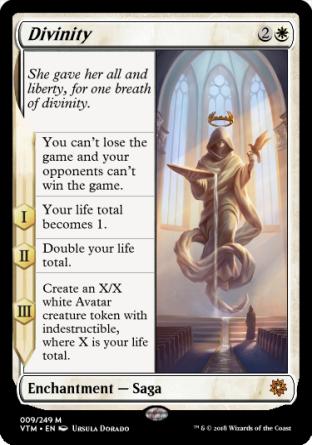 Divinity 2
She gave her all and
liberty, for one breath
of divinity.
You can't lose the
game and your
opponents can't
win the game.
I
Your life total
becomes 1.
II
Double your life
total.
III
Create an X/X
white Avatar
creature token with
indestructible,
where X is your life
total.
Enchantment — Saga
009/249 M
VTM • EN Ursula Dorado
™ & © 2018 Wizards of the Coast